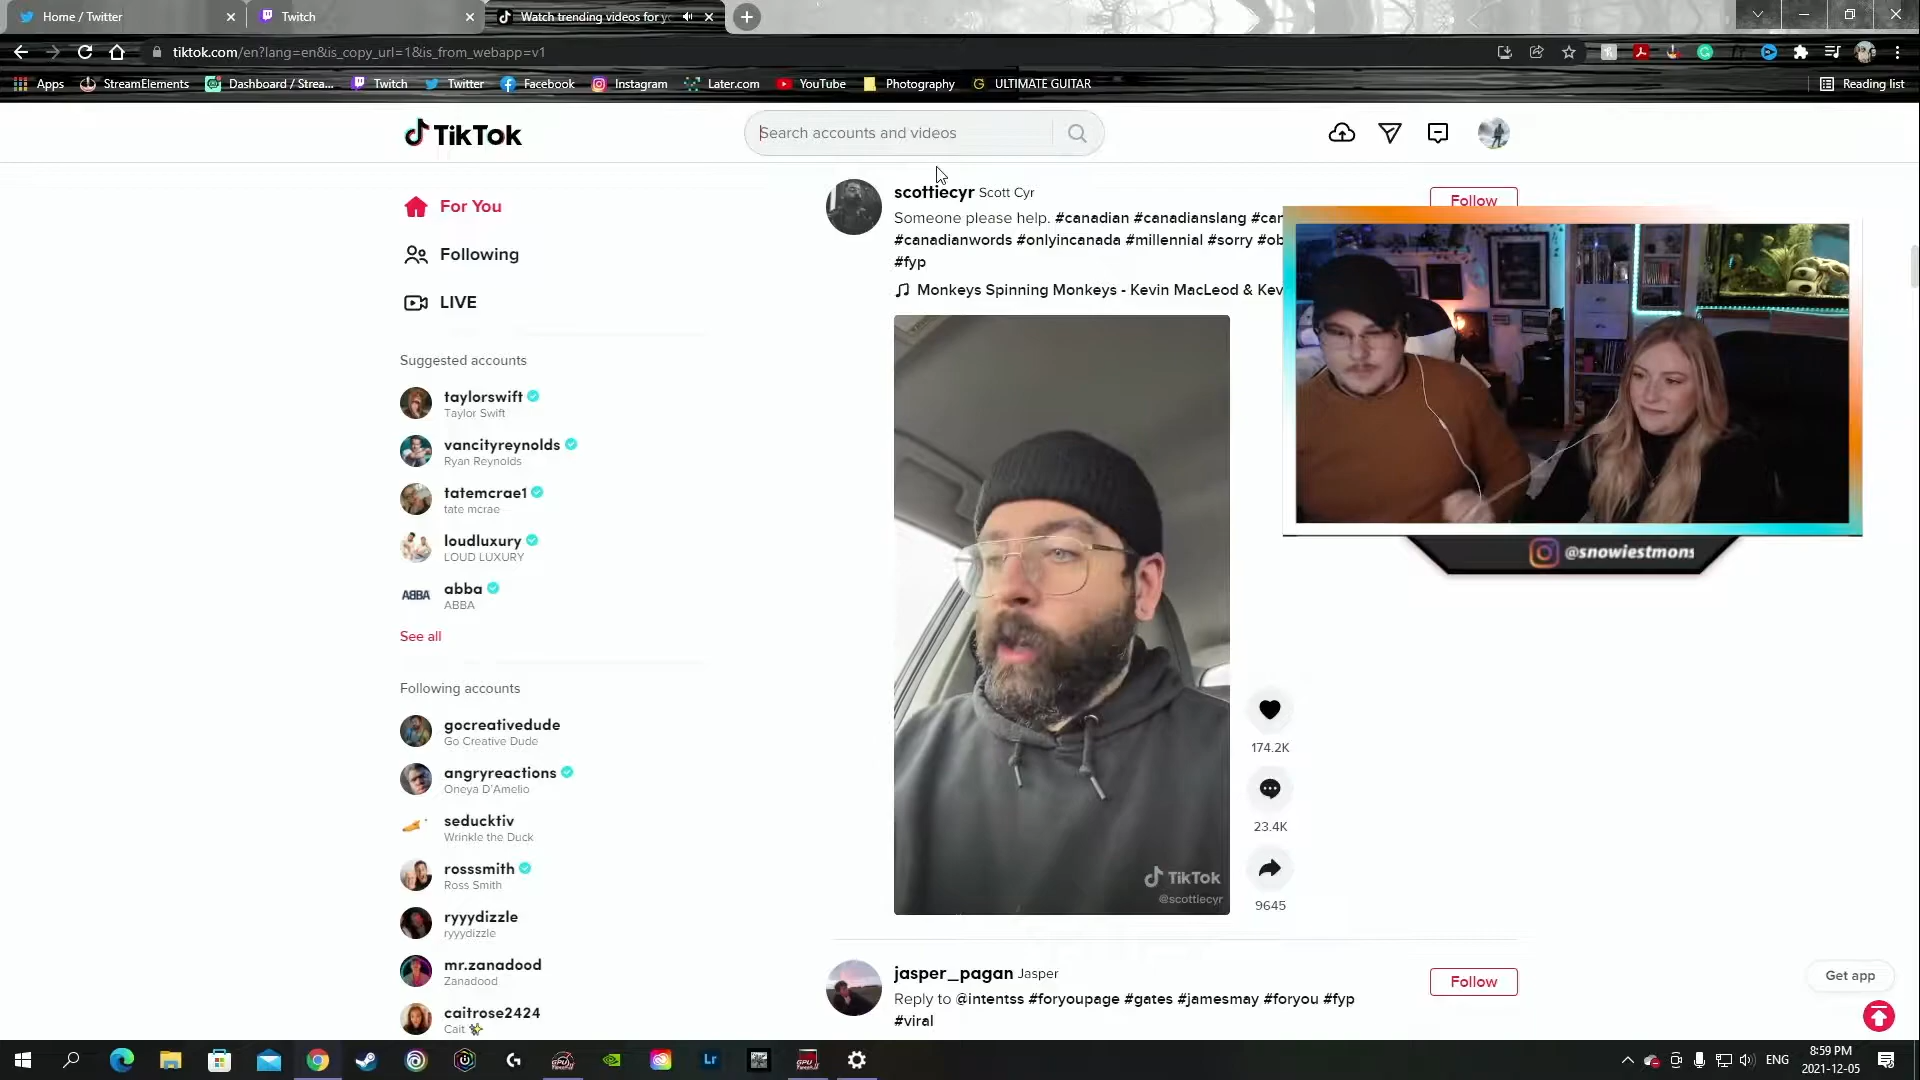 Home / Twitter
Twitch
Watch trending videos for yo
tiktok.com/en?lang=en&is_copy_url=1&is_from_webapp=v1
Apps
StreamElements
Dashboard / Strea...
Twitch
Twitter
Facebook
Instagram
Later.com
YouTube
Photography
ULTIMATE GUITAR
Reading list
TikTok
Search accounts and videos
For You
Following
LIVE
Suggested accounts
taylorswift
Taylor Swift
vancityreynolds
Ryan Reynolds
tatemcrae1
tate mcrae
loudluxury
LOUD LUXURY
ABBA
abba
ABBA
See all
Following accounts
gocreativedude
Go Creative Dude
angryreactions
Oneya D'Amelio
seducktiv
Wrinkle the Duck
rosssmith
Ross Smith
ryyydizzle
ryyydizzle
mr.zanadood
Zanadood
caitrose2424
Cait ✨
scottiecyr Scott Cyr
Follow
Someone please help. #canadian #canadianslang #can
#canadianwords #onlyincanada #millennial #sorry #ob
#fyp
Monkeys Spinning Monkeys - Kevin MacLeod & Kev
@snowiestmons
TikTok
@scottiecyr
174.2K
23.4K
9645
jasper_pagan Jasper
Follow
Reply to @intentss #foryoupage #gates #jamesmay #foryou #fyp
#viral
Get app
Lr
ENG
8:59 PM
2021-12-05